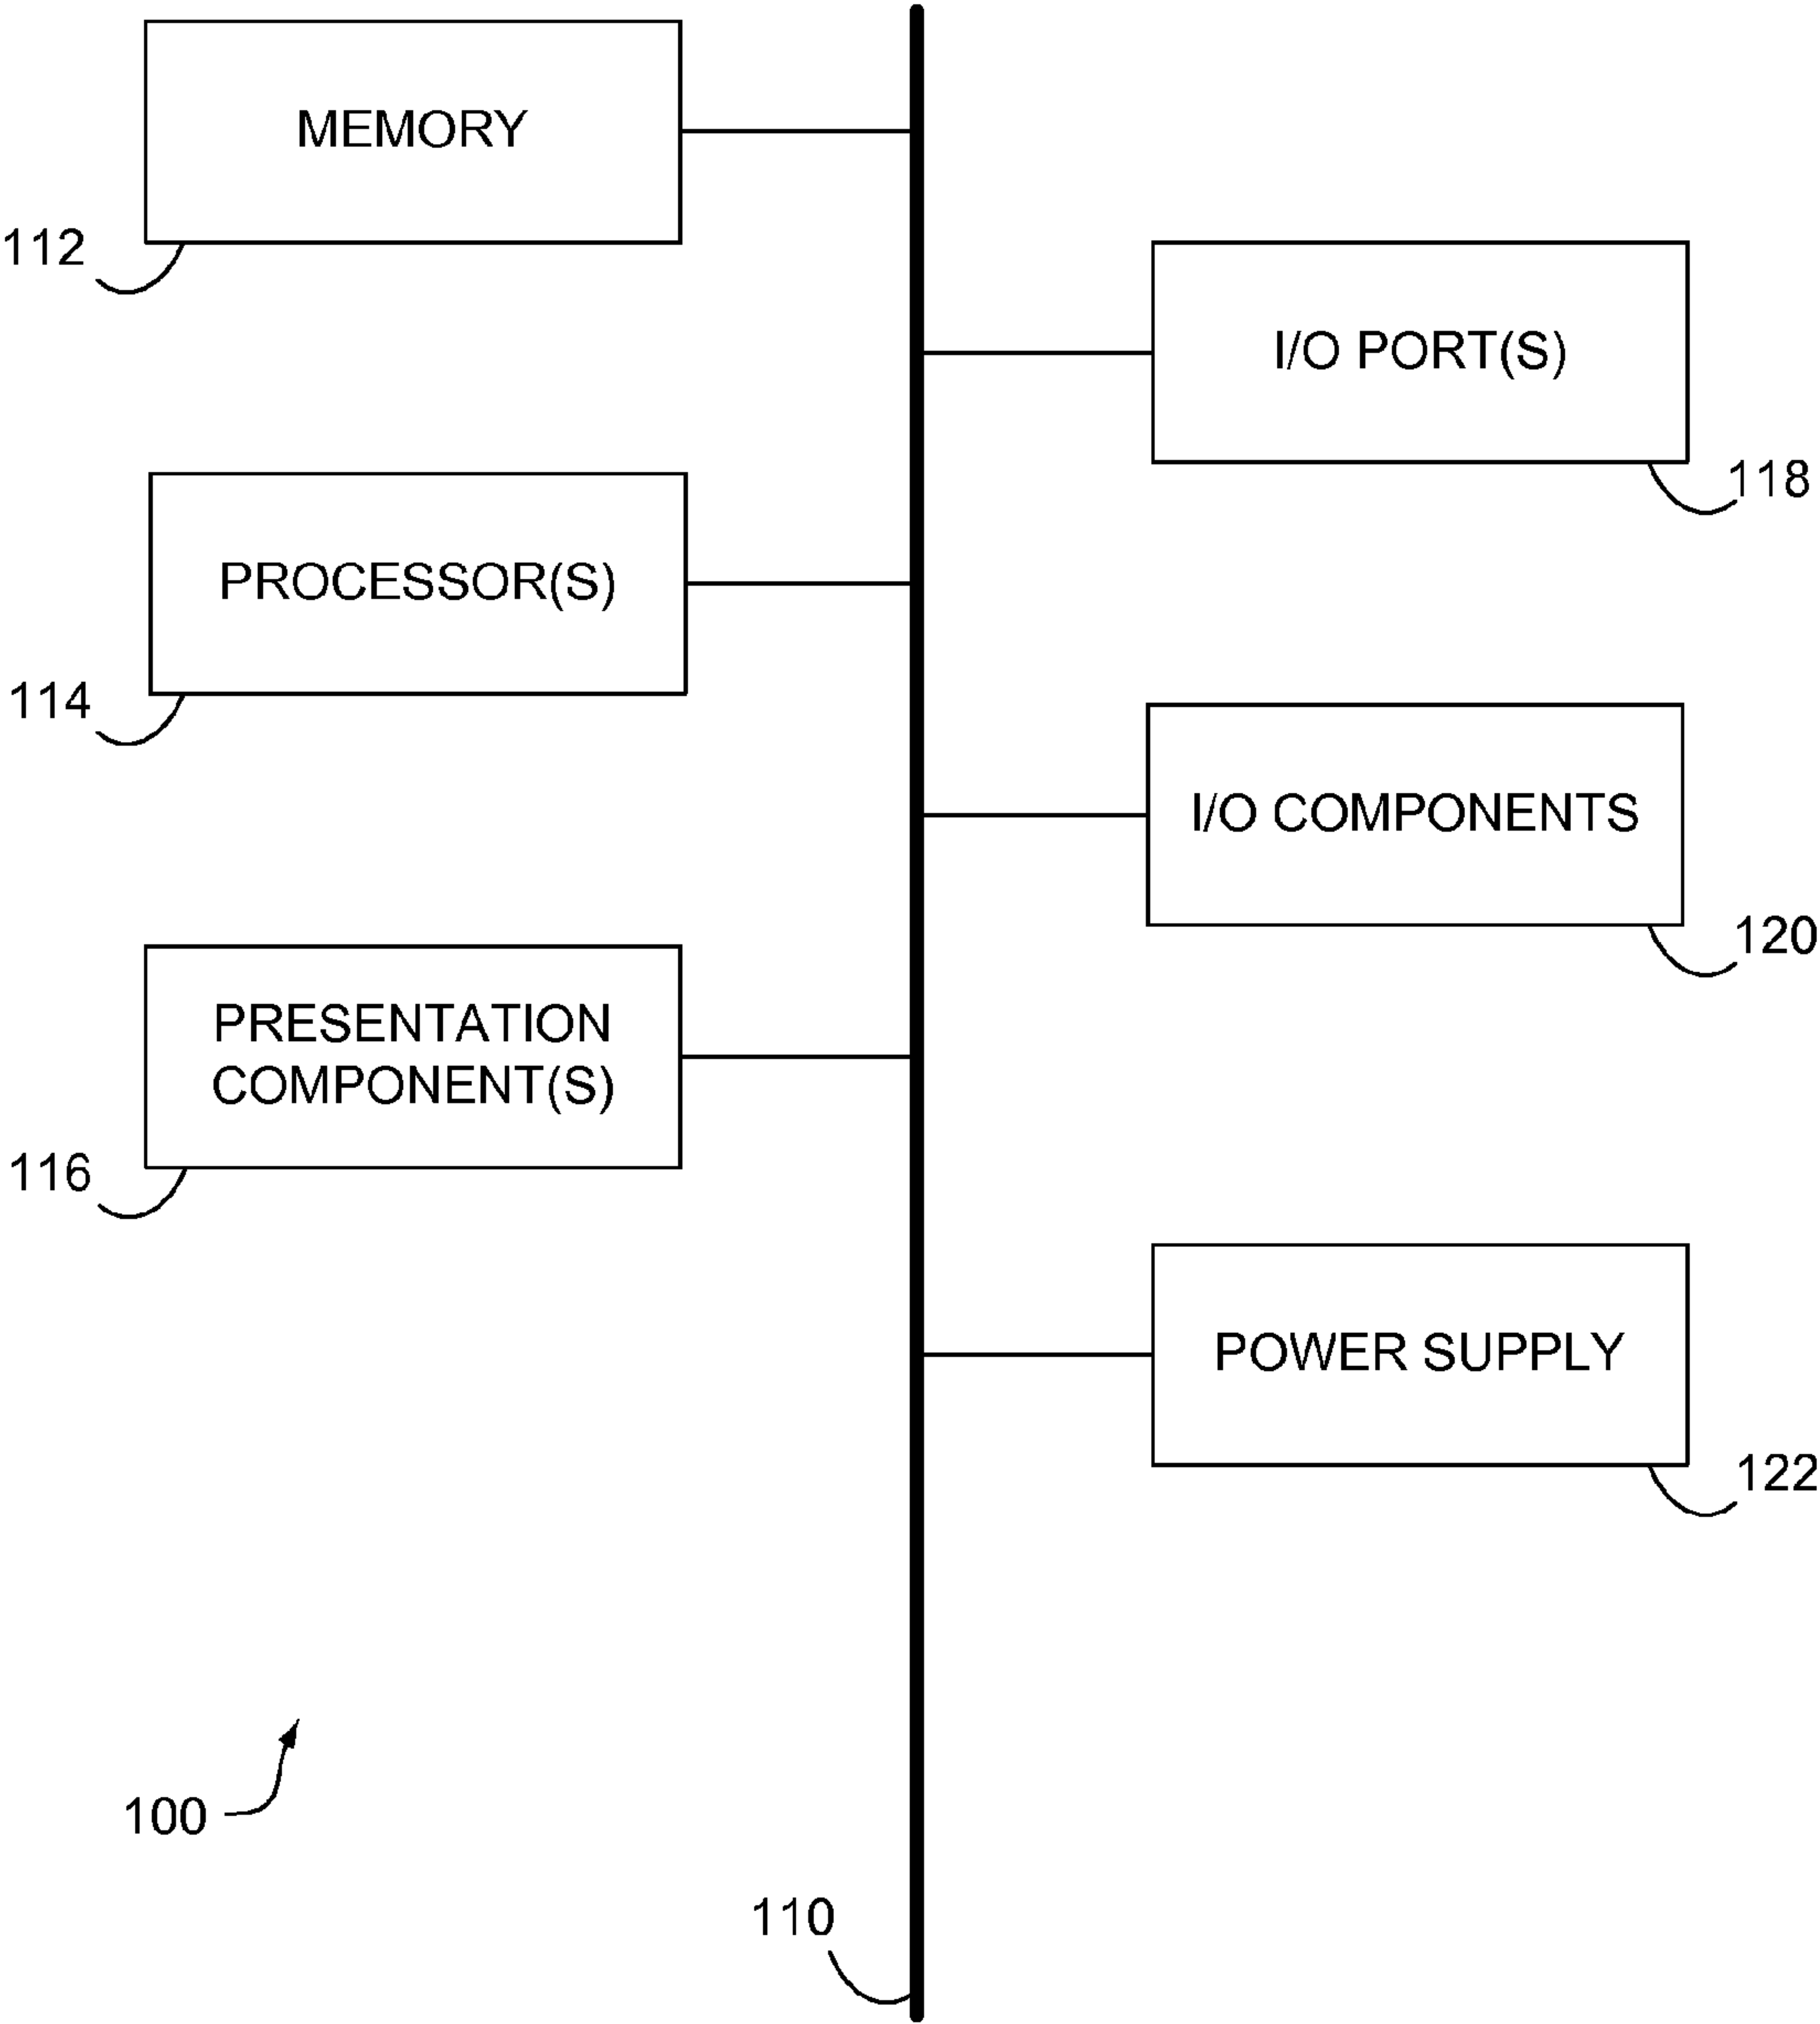 MEMORY
112
I/O PORT(S)
118
PROCESSOR(S)
114
I/O COMPONENTS
120
PRESENTATION
COMPONENT(S)
116
POWER SUPPLY
122
100
110